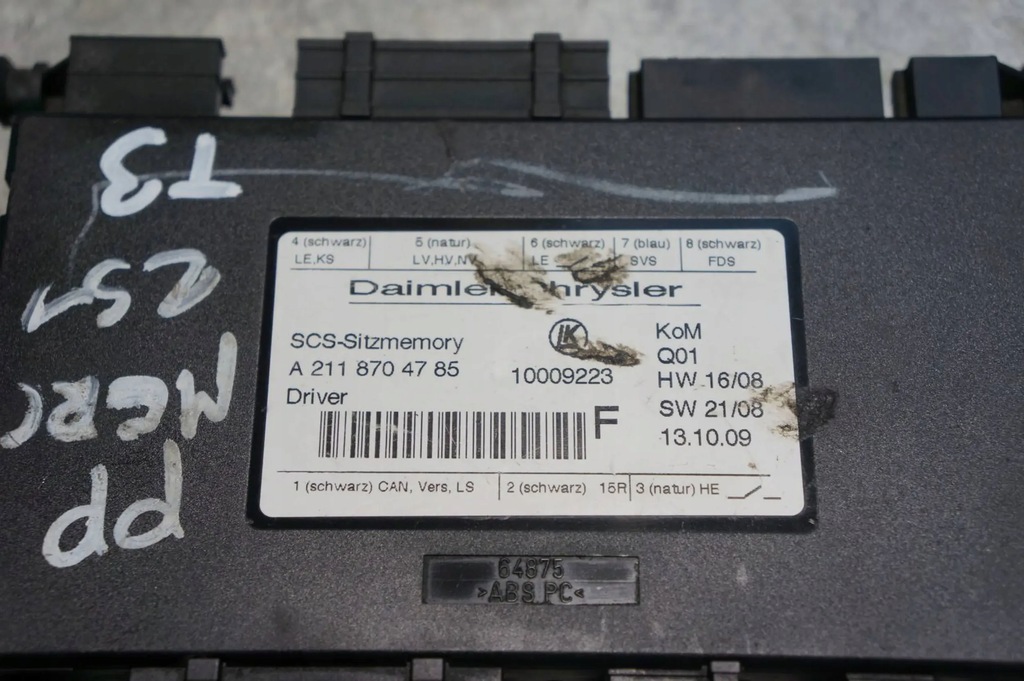 4 (schwarz) 5 (natur) 6 (schwarz) 7 (blau) 8 (schwarz)
LE,KS LV,HV,NV LE SVS FDS
DaimlerChrysler
SCS-Sitzmemory
A 211 870 47 85
Driver
LK
10009223
F
KoM
Q01
HW 16/08
SW 21/08
13.10.09
1 (schwarz) CAN, Vers, LS 2 (schwarz) 15R 3 (natur) HE
64875
>ABS PC<
PP
MERC
T3